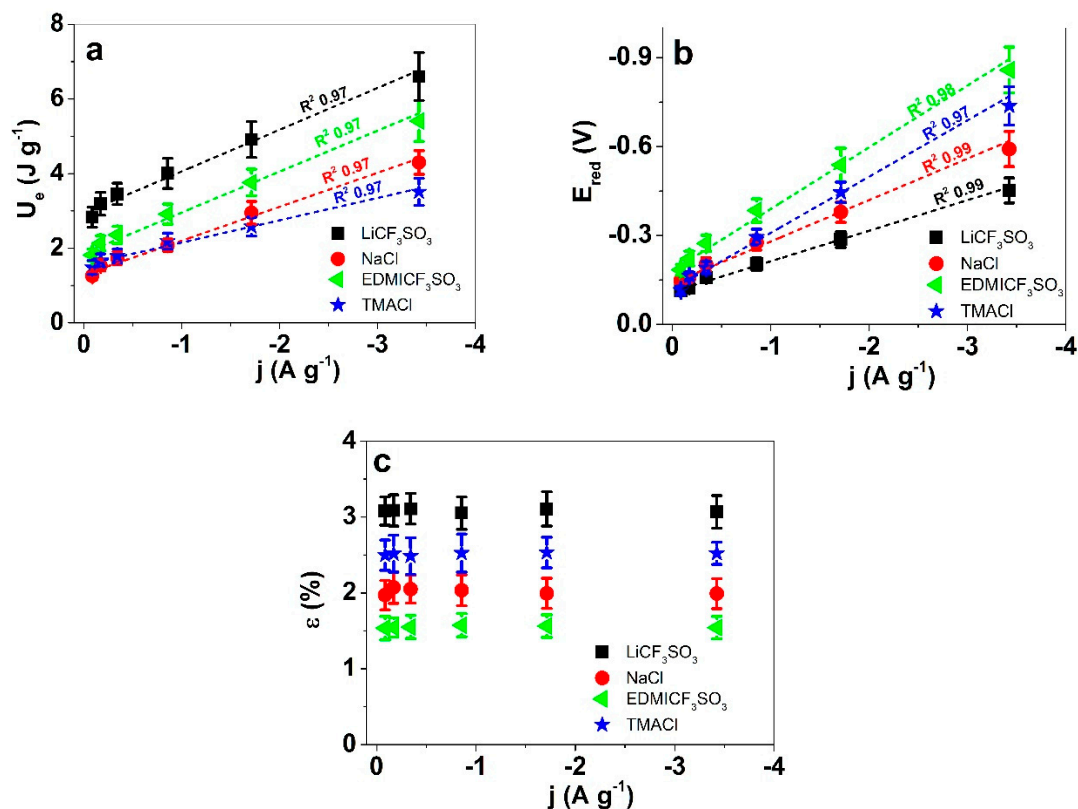 a
8
6
4
2
0
Uₑ (J g⁻¹)
R² 0.97
R² 0.97
R² 0.97
R² 0.97
LiCF₃SO₃
NaCl
EDMICF₃SO₃
TMACl
0 -1 -2 -3 -4
j (A g⁻¹)
b
-0.9
-0.6
-0.3
0.0
E_red (V)
R² 0.98
R² 0.97
R² 0.99
R² 0.99
LiCF₃SO₃
NaCl
EDMICF₃SO₃
TMACl
0 -1 -2 -3 -4
j (A g⁻¹)
c
4
3
2
1
0
ε (%)
LiCF₃SO₃
NaCl
EDMICF₃SO₃
TMACl
0 -1 -2 -3 -4
j (A g⁻¹)